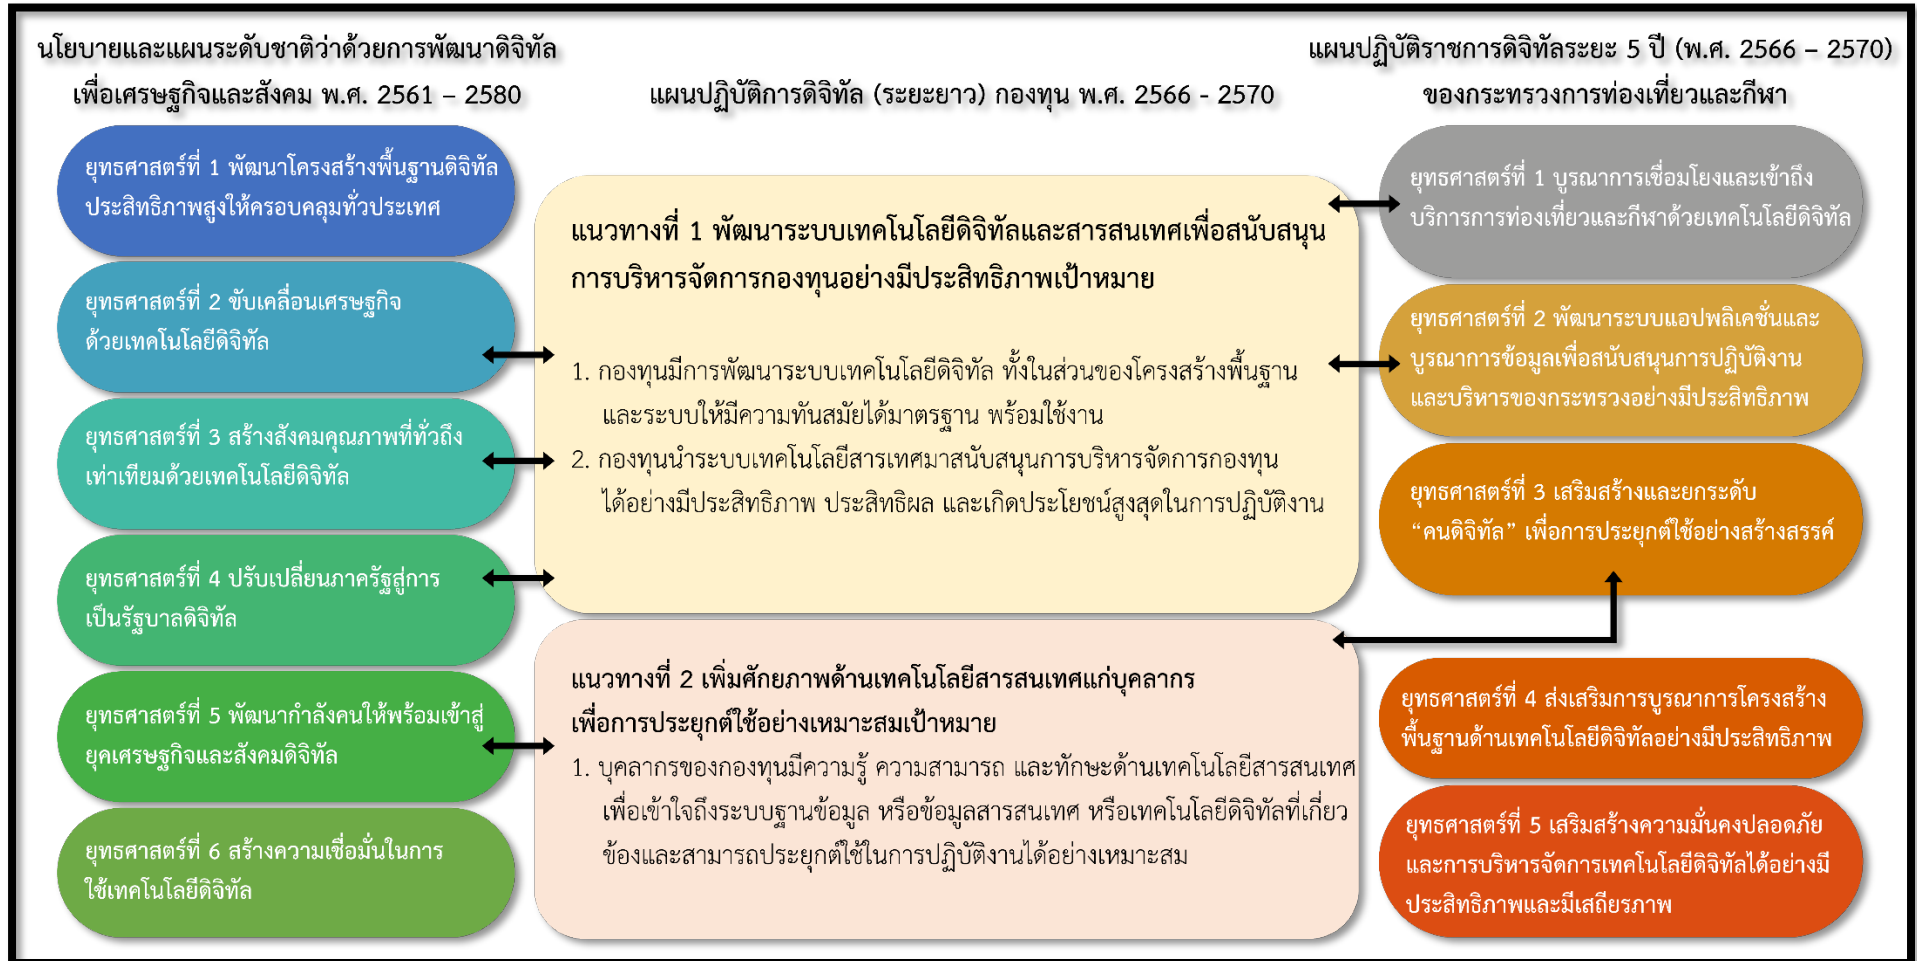 นโยบายและแผนระดับชาติว่าด้วยการพัฒนาดิจิทัล
เพื่อเศรษฐกิจและสังคม พ.ศ. 2561 – 2580
ยุทธศาสตร์ที่ 1 พัฒนาโครงสร้างพื้นฐานดิจิทัล
ประสิทธิภาพสูงให้ครอบคลุมทั่วประเทศ
ยุทธศาสตร์ที่ 2 ขับเคลื่อนเศรษฐกิจ
ด้วยเทคโนโลยีดิจิทัล
ยุทธศาสตร์ที่ 3 สร้างสังคมคุณภาพที่ทั่วถึง
เท่าเทียมด้วยเทคโนโลยีดิจิทัล
ยุทธศาสตร์ที่ 4 ปรับเปลี่ยนภาครัฐสู่การ
เป็นรัฐบาลดิจิทัล
ยุทธศาสตร์ที่ 5 พัฒนากำลังคนให้พร้อมเข้าสู่
ยุคเศรษฐกิจและสังคมดิจิทัล
ยุทธศาสตร์ที่ 6 สร้างความเชื่อมั่นในการ
ใช้เทคโนโลยีดิจิทัล
แผนปฏิบัติการดิจิทัล (ระยะยาว) กองทุน พ.ศ. 2566 - 2570
แนวทางที่ 1 พัฒนาระบบเทคโนโลยีดิจิทัลและสารสนเทศเพื่อสนับสนุน
การบริหารจัดการกองทุนอย่างมีประสิทธิภาพเป้าหมาย
1. กองทุนมีการพัฒนาระบบเทคโนโลยีดิจิทัล ทั้งในส่วนของโครงสร้างพื้นฐาน
และระบบให้มีความทันสมัยได้มาตรฐาน พร้อมใช้งาน
2. กองทุนนำระบบเทคโนโลยีสารเทศมาสนับสนุนการบริหารจัดการกองทุน
ได้อย่างมีประสิทธิภาพ ประสิทธิผล และเกิดประโยชน์สูงสุดในการปฏิบัติงาน
แนวทางที่ 2 เพิ่มศักยภาพด้านเทคโนโลยีสารสนเทศแก่บุคลากร
เพื่อการประยุกต์ใช้อย่างเหมาะสมเป้าหมาย
1. บุคลากรของกองทุนมีความรู้ ความสามารถ และทักษะด้านเทคโนโลยีสารสนเทศ
เพื่อเข้าใจถึงระบบฐานข้อมูล หรือข้อมูลสารสนเทศ หรือเทคโนโลยีดิจิทัลที่เกี่ยว
ข้องและสามารถประยุกต์ใช้ในการปฏิบัติงานได้อย่างเหมาะสม
แผนปฏิบัติราชการดิจิทัลระยะ 5 ปี (พ.ศ. 2566 – 2570)
ของกระทรวงการท่องเที่ยวและกีฬา
ยุทธศาสตร์ที่ 1 บูรณาการเชื่อมโยงและเข้าถึง
บริการการท่องเที่ยวและกีฬาด้วยเทคโนโลยีดิจิทัล
ยุทธศาสตร์ที่ 2 พัฒนาระบบแอปพลิเคชั่นและ
บูรณาการข้อมูลเพื่อสนับสนุนการปฏิบัติงาน
และบริหารของกระทรวงอย่างมีประสิทธิภาพ
ยุทธศาสตร์ที่ 3 เสริมสร้างและยกระดับ
“คนดิจิทัล” เพื่อการประยุกต์ใช้อย่างสร้างสรรค์
ยุทธศาสตร์ที่ 4 ส่งเสริมการบูรณาการโครงสร้าง
พื้นฐานด้านเทคโนโลยีดิจิทัลอย่างมีประสิทธิภาพ
ยุทธศาสตร์ที่ 5 เสริมสร้างความมั่นคงปลอดภัย
และการบริหารจัดการเทคโนโลยีดิจิทัลได้อย่างมี
ประสิทธิภาพและมีเสถียรภาพ